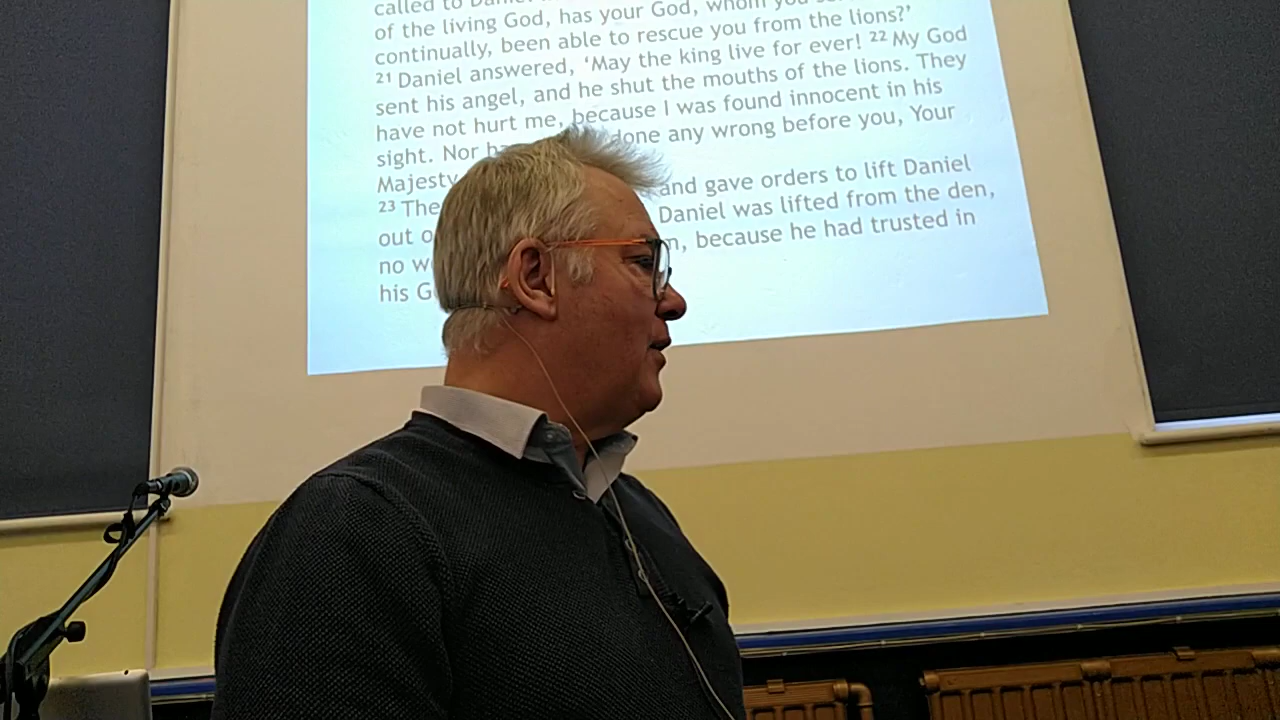 called to
of the living God, has your God, whom you
continually, been able to rescue you from the lions?’
21 Daniel answered, ‘May the king live for ever! 22 My God
sent his angel, and he shut the mouths of the lions. They
have not hurt me, because I was found innocent in his
sight. Nor done any wrong before you, Your
Majesty
23 The and gave orders to lift Daniel
out o Daniel was lifted from the den,
no w because he had trusted in
his G